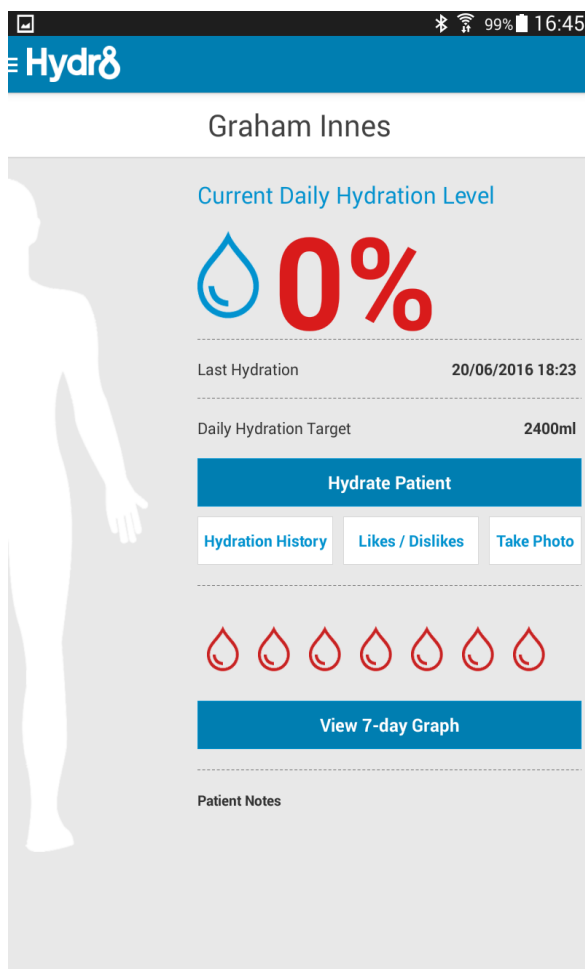 99% 16:45
Hydr8
Graham Innes
Current Daily Hydration Level
0%
Last Hydration 20/06/2016 18:23
Daily Hydration Target 2400ml
Hydrate Patient
Hydration History Likes / Dislikes Take Photo
View 7-day Graph
Patient Notes